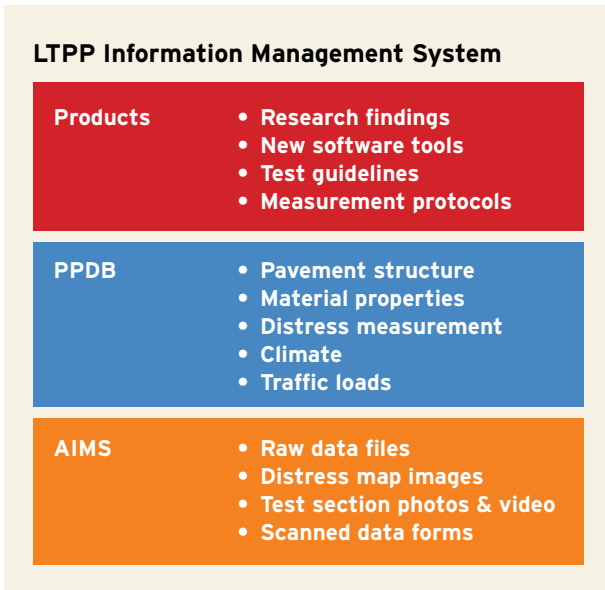 LTPP Information Management System
Products
• Research findings
• New software tools
• Test guidelines
• Measurement protocols
PPDB
• Pavement structure
• Material properties
• Distress measurement
• Climate
• Traffic loads
AIMS
• Raw data files
• Distress map images
• Test section photos & video
• Scanned data forms